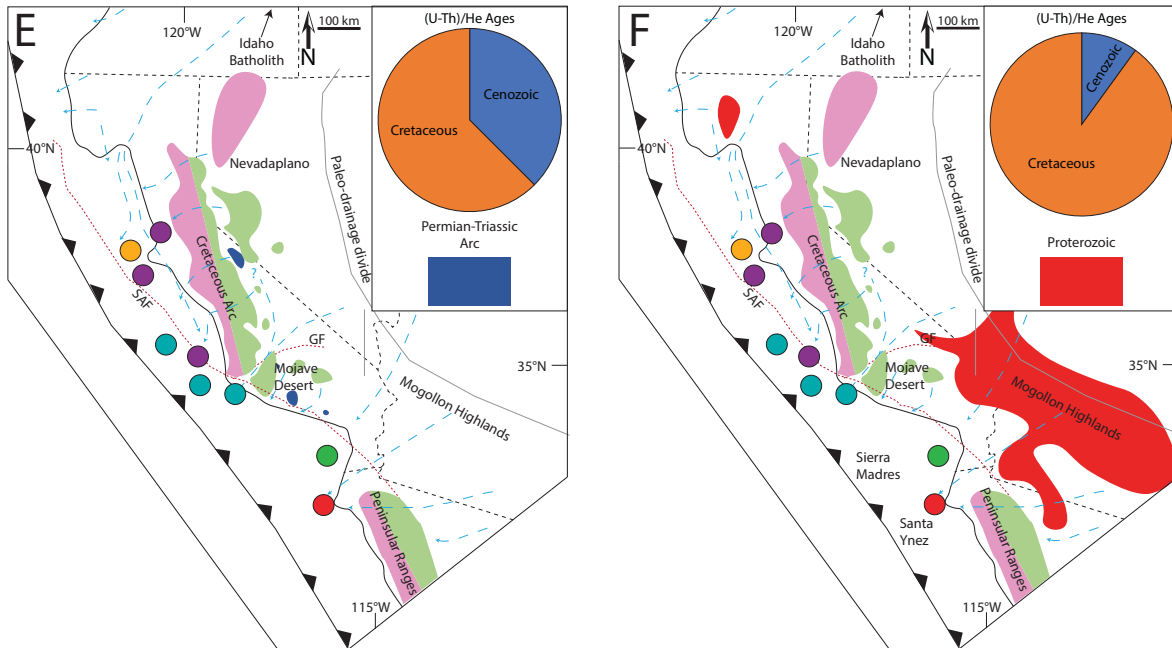 E
120°W
Idaho
Batholith
100 km
N
(U-Th)/He Ages
Cenozoic
Cretaceous
Permian-Triassic
Arc
40°N
Nevadaplano
Paleo-drainage divide
Cretaceous Arc
?
SAF
GF
Mojave
Desert
35°N
Mogollon Highlands
Peninsular Ranges
115°W
F
120°W
Idaho
Batholith
100 km
N
(U-Th)/He Ages
Cenozoic
Cretaceous
Proterozoic
40°N
Nevadaplano
Paleo-drainage divide
Cretaceous Arc
?
SAF
GF
Mojave
Desert
35°N
Mogollon Highlands
Sierra
Madres
Santa
Ynez
Peninsular Ranges
115°W